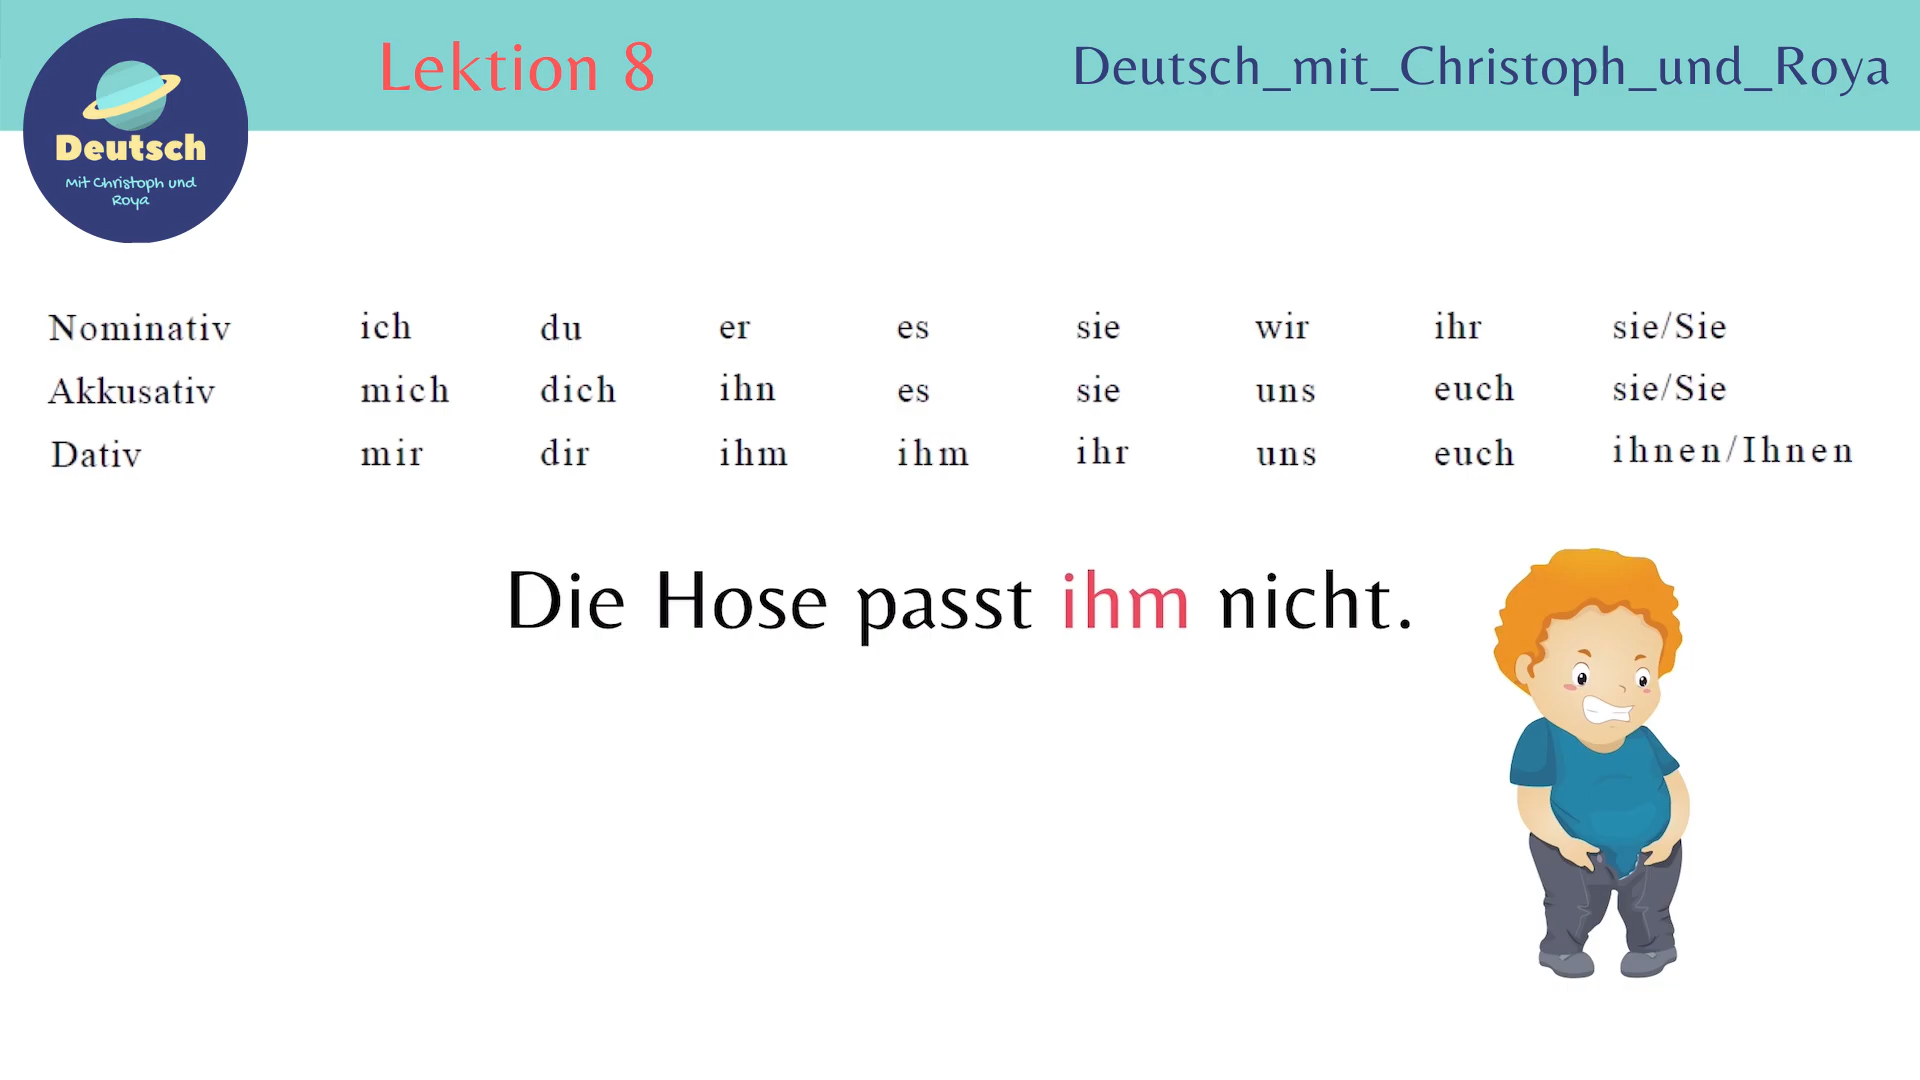 Lektion 8
Deutsch_mit_Christoph_und_Roya
Deutsch
Mit Christoph und
Roya
Nominativ ich du er es sie wir ihr sie/Sie
Akkusativ mich dich ihn es sie uns euch sie/Sie
Dativ mir dir ihm ihm ihr uns euch ihnen/Ihnen
Die Hose passt ihm nicht.